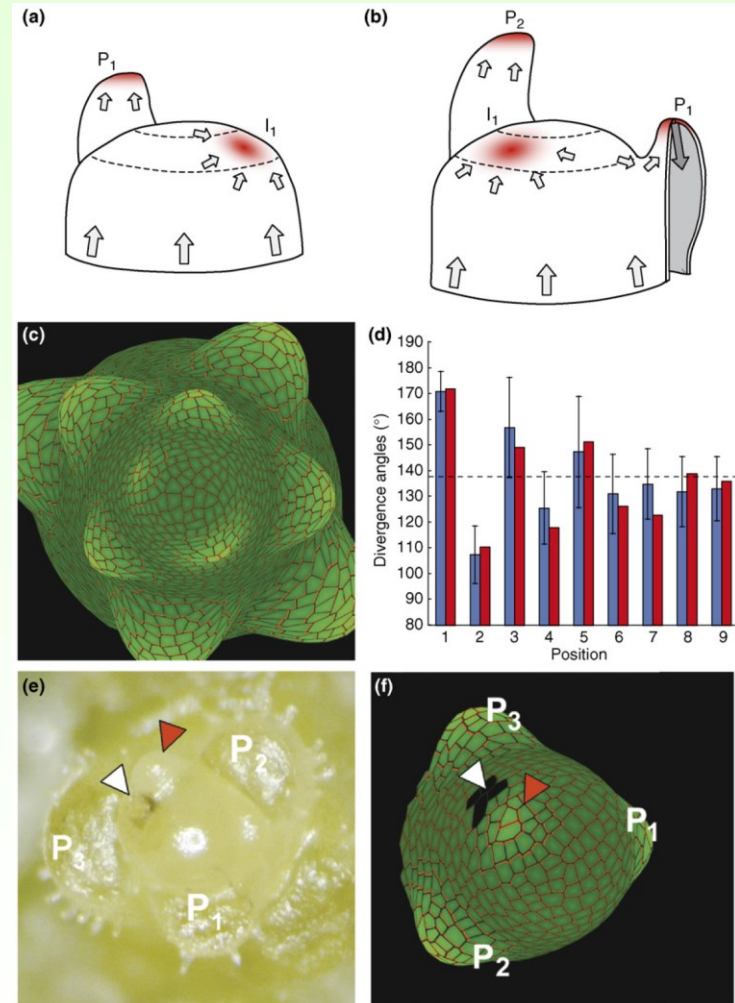 (a)
P1
I1
(b)
P2
I1
P1
(c)
(d)
190
180
170
160
150
140
130
120
110
100
90
80
Divergence angles (°)
1 2 3 4 5 6 7 8 9
Position
(e)
P2
P3
P1
(f)
P3
P1
P2